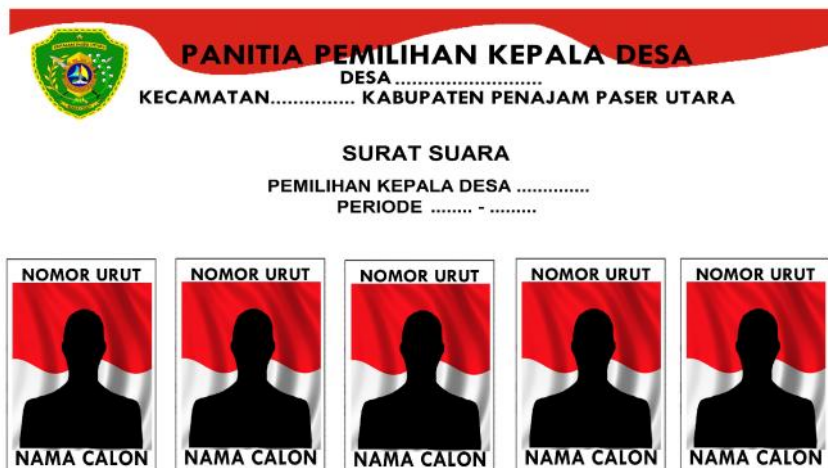 PANITIA PEMILIHAN KEPALA DESA
DESA ..........................
KECAMATAN............... KABUPATEN PENAJAM PASER UTARA
SURAT SUARA
PEMILIHAN KEPALA DESA ..............
PERIODE ........ - .........
NOMOR URUT NOMOR URUT NOMOR URUT NOMOR URUT NOMOR URUT
NAMA CALON NAMA CALON NAMA CALON NAMA CALON NAMA CALON